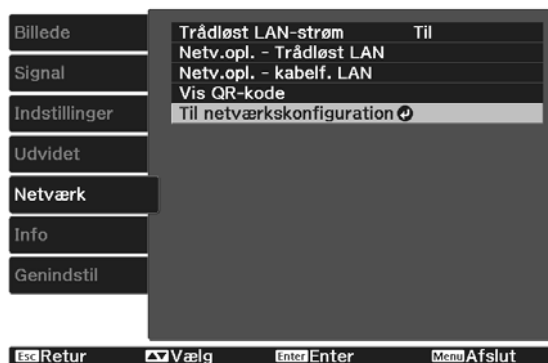 Billede
Signal
Indstillinger
Udvidet
Netværk
Info
Genindstil
Trådløst LAN-strøm Til
Netv.opl. - Trådløst LAN
Netv.opl. - kabelf. LAN
Vis QR-kode
Til netværkskonfiguration
Esc Retur Vælg Enter Enter Menu Afslut